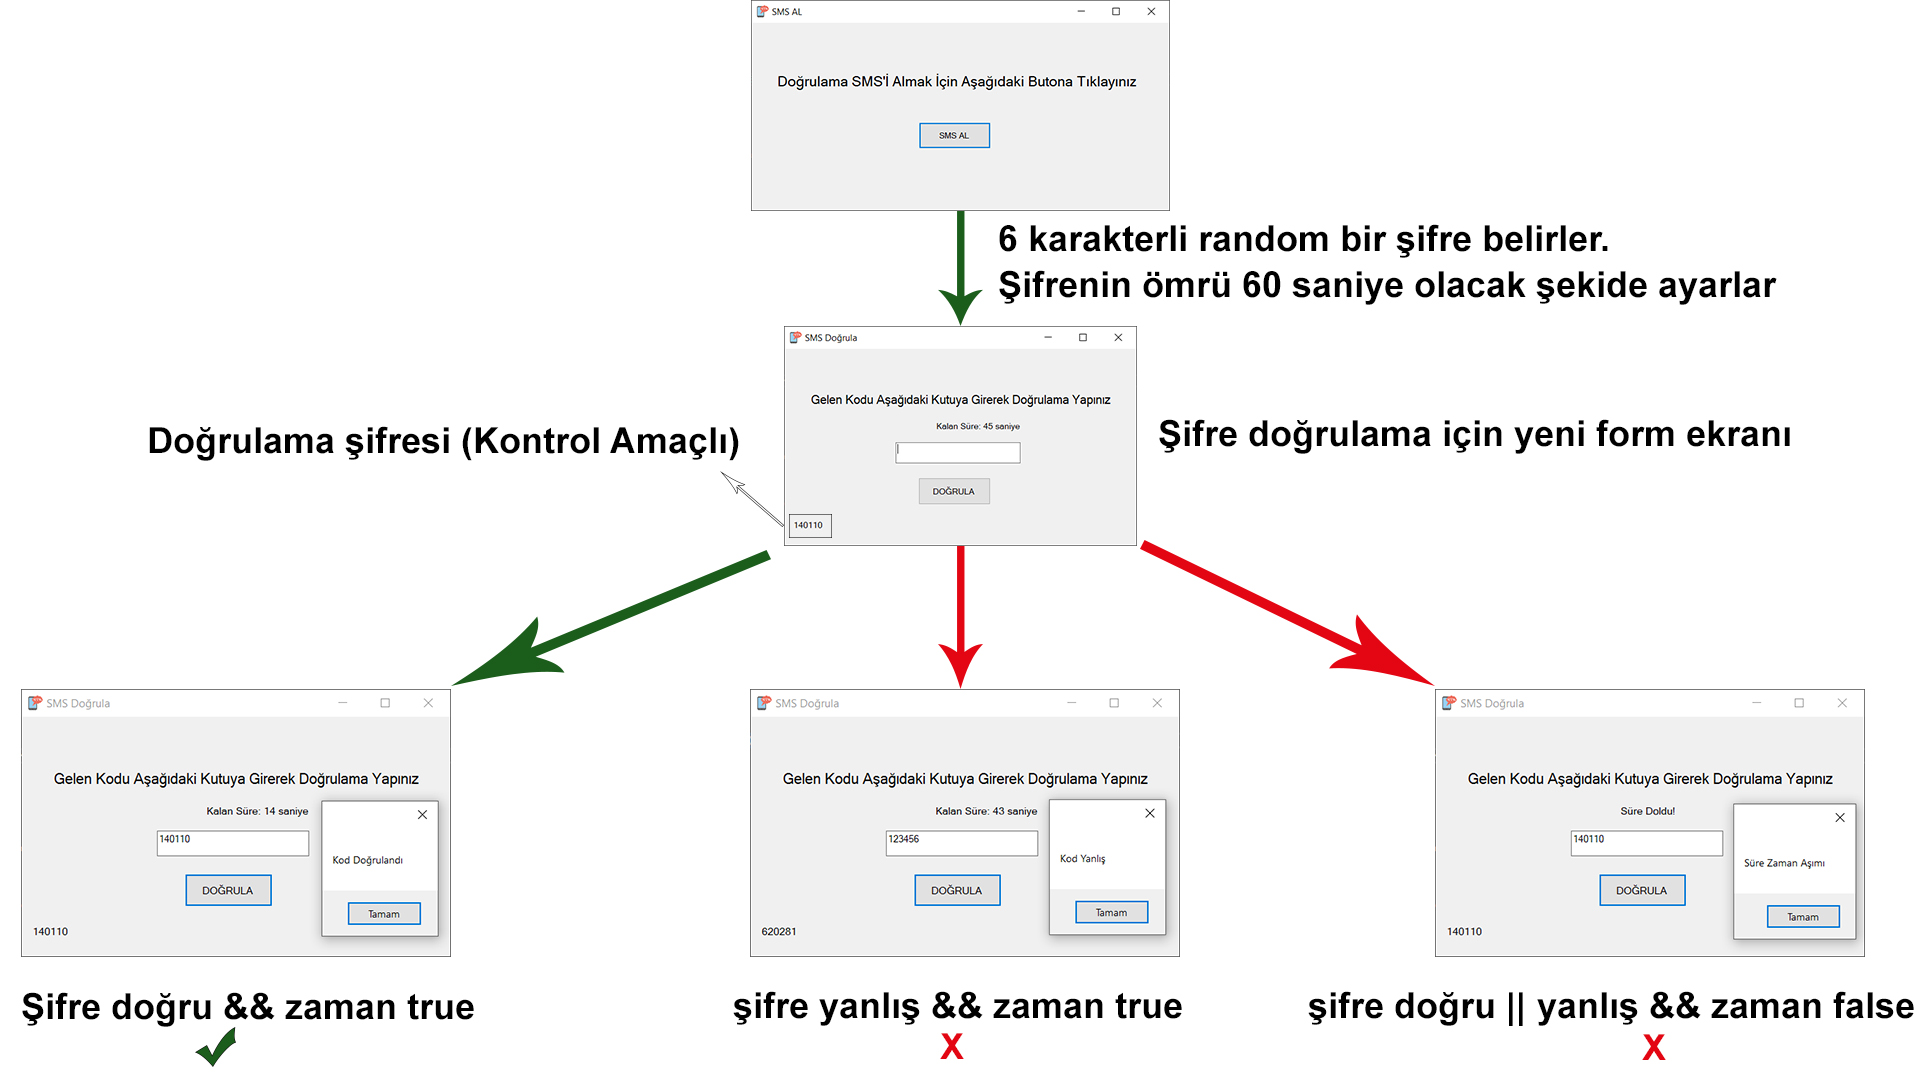 SMS AL
Doğrulama SMS'İ Almak İçin Aşağıdaki Butona Tıklayınız
SMS AL
6 karakterli random bir şifre belirler.
Şifrenin ömrü 60 saniye olacak şekide ayarlar
SMS Doğrula
Gelen Kodu Aşağıdaki Kutuya Girerek Doğrulama Yapınız
Kalan Süre: 45 saniye
DOĞRULA
140110
Doğrulama şifresi (Kontrol Amaçlı)
Şifre doğrulama için yeni form ekranı
SMS Doğrula
Gelen Kodu Aşağıdaki Kutuya Girerek Doğrulama Yapınız
Kalan Süre: 14 saniye
140110
DOĞRULA
140110
Kod Doğrulandı
Tamam
Şifre doğru && zaman true
SMS Doğrula
Gelen Kodu Aşağıdaki Kutuya Girerek Doğrulama Yapınız
Kalan Süre: 43 saniye
123456
DOĞRULA
620281
Kod Yanlış
Tamam
şifre yanlış && zaman true
X
SMS Doğrula
Gelen Kodu Aşağıdaki Kutuya Girerek Doğrulama Yapınız
Süre Doldu!
140110
DOĞRULA
140110
Süre Zaman Aşımı
Tamam
şifre doğru || yanlış && zaman false
X